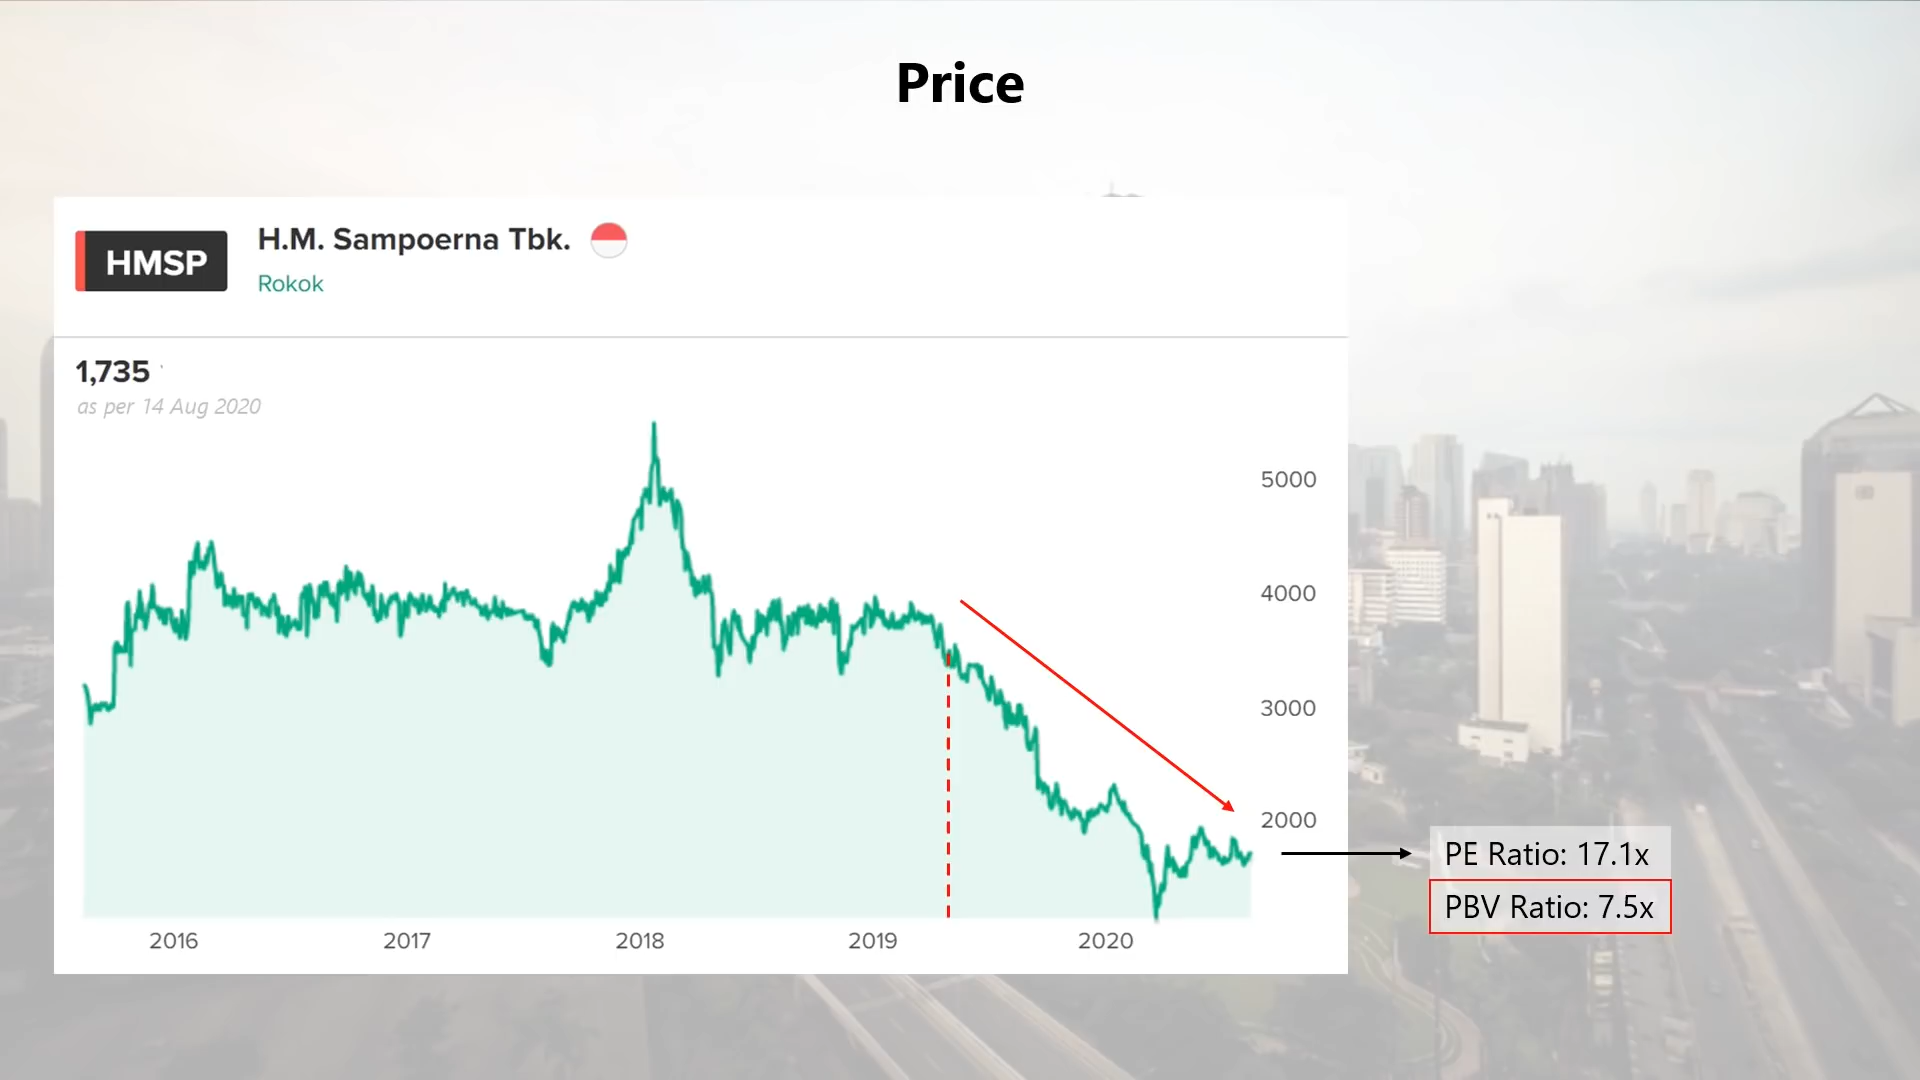 Price
HMSP
H.M. Sampoerna Tbk.
Rokok
1,735
as per 14 Aug 2020
5000
4000
3000
2000
PE Ratio: 17.1x
PBV Ratio: 7.5x
2016 2017 2018 2019 2020